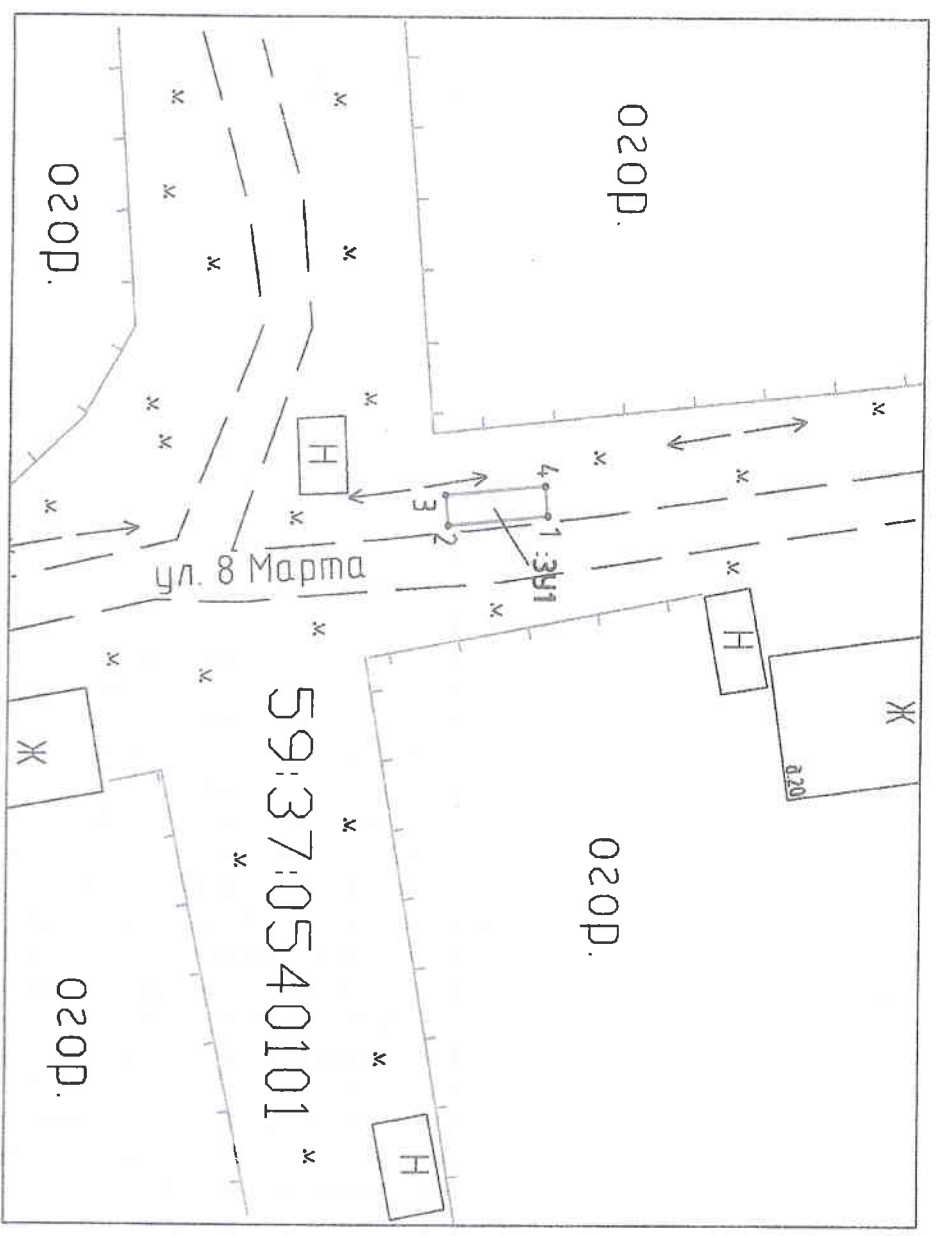 огор.
огор.
Н
4
1
3
2
:ЗУ1
ул. 8 Марта
Н
Ж
д.20
Ж
59:37:0540101
огор.
огор.
Н